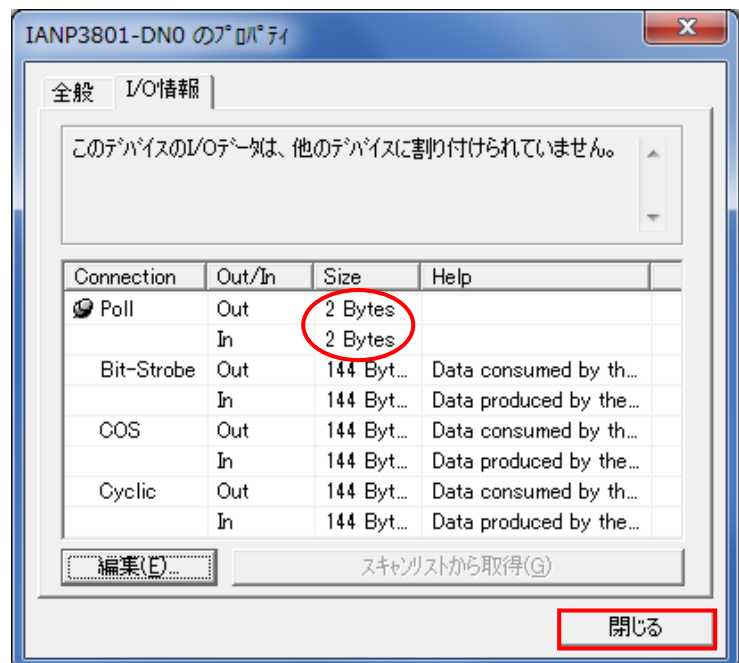 IANP3801-DN0 のﾌﾟﾛﾊﾟﾃｨ
全般 I/O情報
このﾃﾞﾊﾞｲｽのI/Oﾃﾞｰﾀは、他のﾃﾞﾊﾞｲｽに割り付けられていません。
Connection Out/In Size Help
Poll Out 2 Bytes
In 2 Bytes
Bit-Strobe Out 144 Byt... Data consumed by th...
In 144 Byt... Data produced by the...
COS Out 144 Byt... Data consumed by th...
In 144 Byt... Data produced by the...
Cyclic Out 144 Byt... Data consumed by th...
In 144 Byt... Data produced by the...
編集(E)... ｽｷｬﾝﾘｽﾄから取得(G)
閉じる